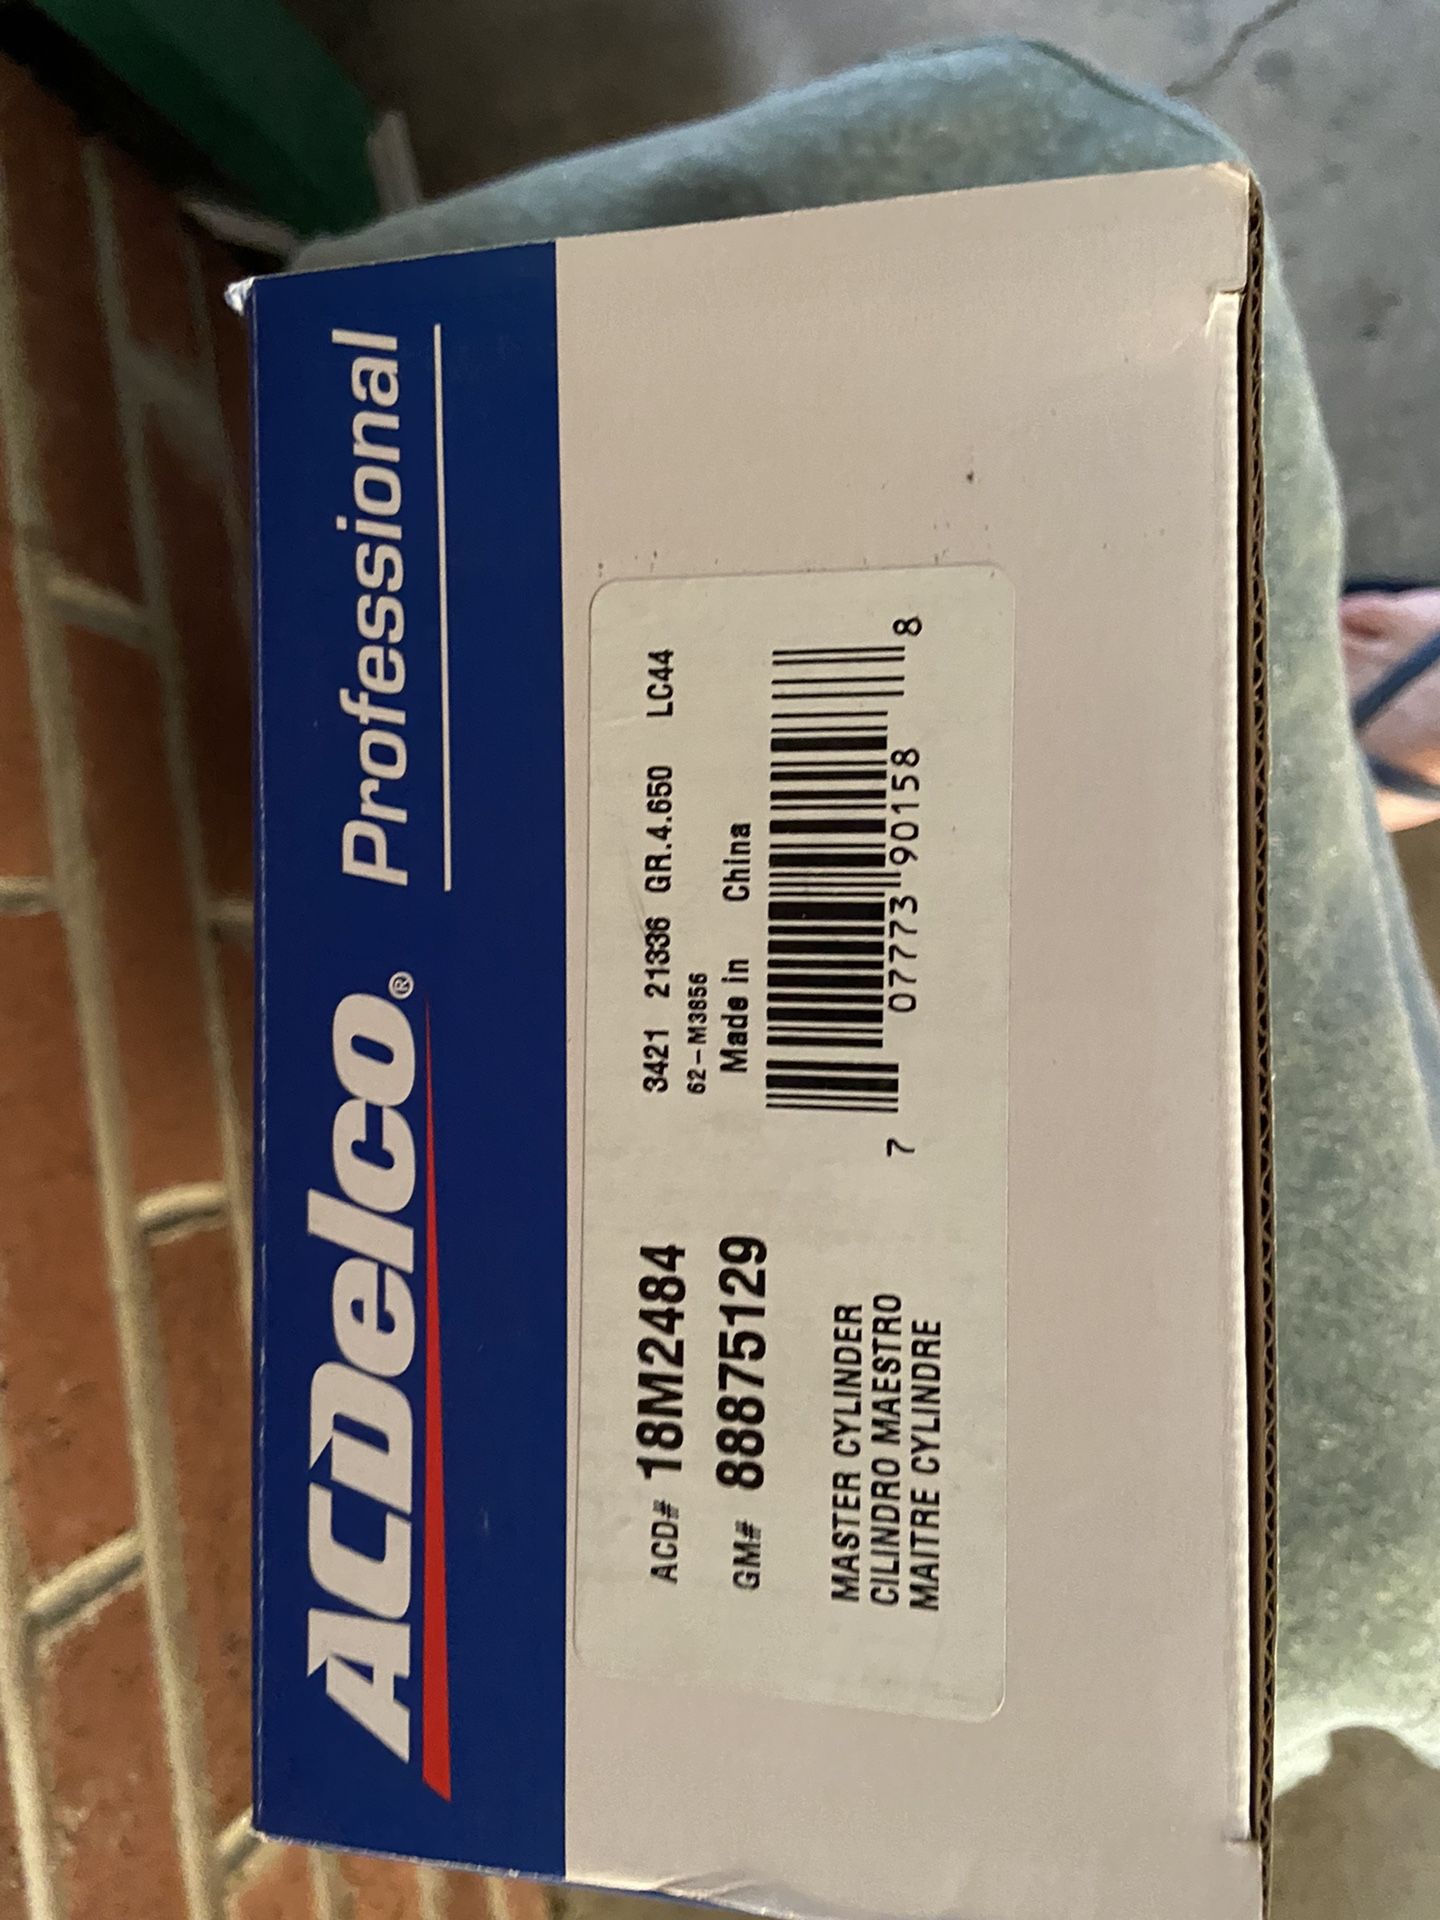 ACDelco® Professional
ACD# 18M2484
GM# 88875129
MASTER CYLINDER
CILINDRO MAESTRO
MAITRE CYLINDRE
3421 21336 GR.4.650 LC44
62-M3856
Made in China
7 07773 90158 8